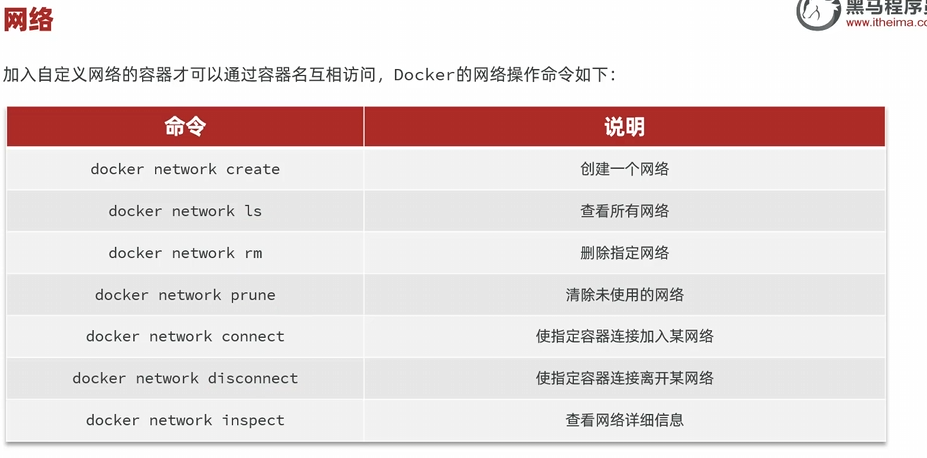 网络
黑马程序员
www.itheima.co
加入自定义网络的容器才可以通过容器名互相访问，Docker的网络操作命令如下：
命令 说明
docker network create 创建一个网络
docker network ls 查看所有网络
docker network rm 删除指定网络
docker network prune 清除未使用的网络
docker network connect 使指定容器连接加入某网络
docker network disconnect 使指定容器连接离开某网络
docker network inspect 查看网络详细信息